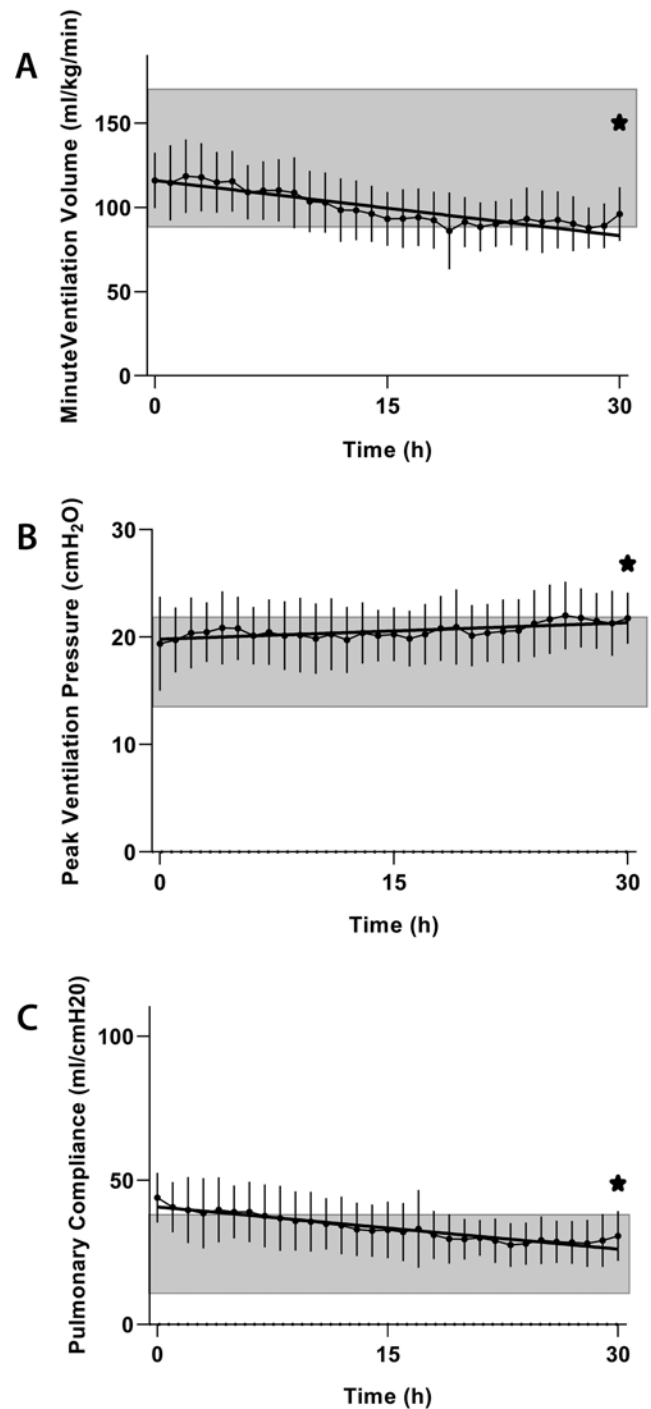 A
MinuteVentilation Volume (ml/kg/min)
150
100
50
0
0 15 30
Time (h)
B
Peak Ventilation Pressure (cmH₂O)
30
20
10
0
0 15 30
Time (h)
C
Pulmonary Compliance (ml/cmH20)
100
50
0
0 15 30
Time (h)